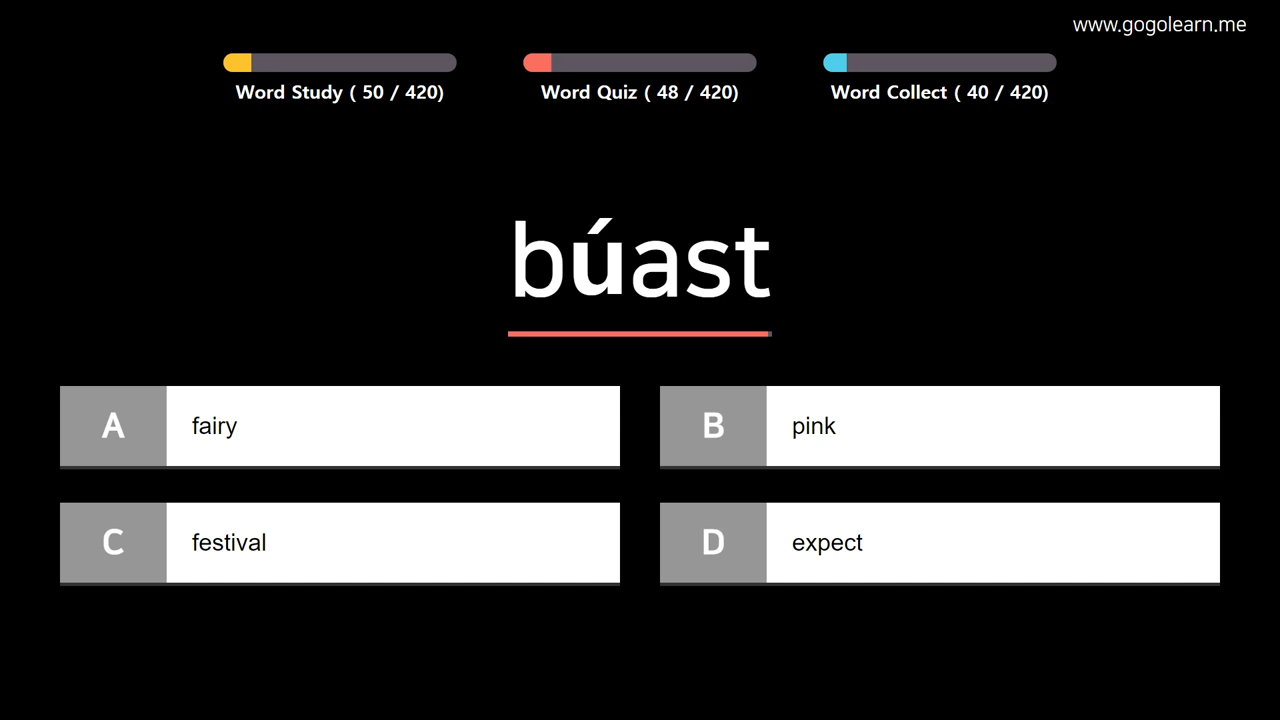 www.gogolearn.me
Word Study ( 50 / 420)
Word Quiz ( 48 / 420)
Word Collect ( 40 / 420)
búast
A fairy
B pink
C festival
D expect